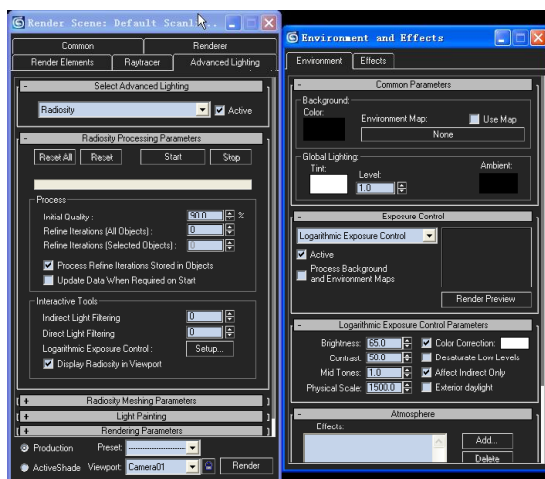 Render Scene: Default Scanl...
Common
Renderer
Render Elements
Raytracer
Advanced Lighting
- Select Advanced Lighting
Radiosity
Active
- Radiosity Processing Parameters
Reset All
Reset
Start
Stop
Process
Initial Quality :
90.0
%
Refine Iterations (All Objects) :
0
Refine Iterations (Selected Objects) :
0
Process Refine Iterations Stored in Objects
Update Data When Required on Start
Interactive Tools
Indirect Light Filtering
0
Direct Light Filtering
0
Logarithmic Exposure Control :
Setup...
Display Radiosity in Viewport
+ Radiosity Meshing Parameters
+ Light Painting
+ Rendering Parameters
Production
Preset:
ActiveShade
Viewport:
Camera01
Render
Environment and Effects
Environment
Effects
- Common Parameters
Background:
Color:
Environment Map:
Use Map
None
Global Lighting:
Tint:
Level:
1.0
Ambient:
- Exposure Control
Logarithmic Exposure Control
Active
Process Background
and Environment Maps
Render Preview
- Logarithmic Exposure Control Parameters
Brightness: 65.0
Color Correction:
Contrast: 50.0
Desaturate Low Levels
Mid Tones: 1.0
Affect Indirect Only
Physical Scale: 1500.0
Exterior daylight
- Atmosphere
Effects:
Add...
Delete